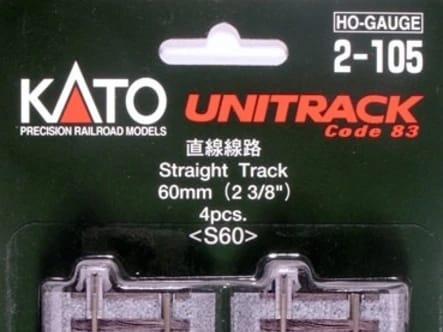 HO-GAUGE
2-105
KATO
PRECISION RAILROAD MODELS
UNITRACK
Code 83
直線線路
Straight Track
60mm (2 3/8")
4pcs.
<S60>